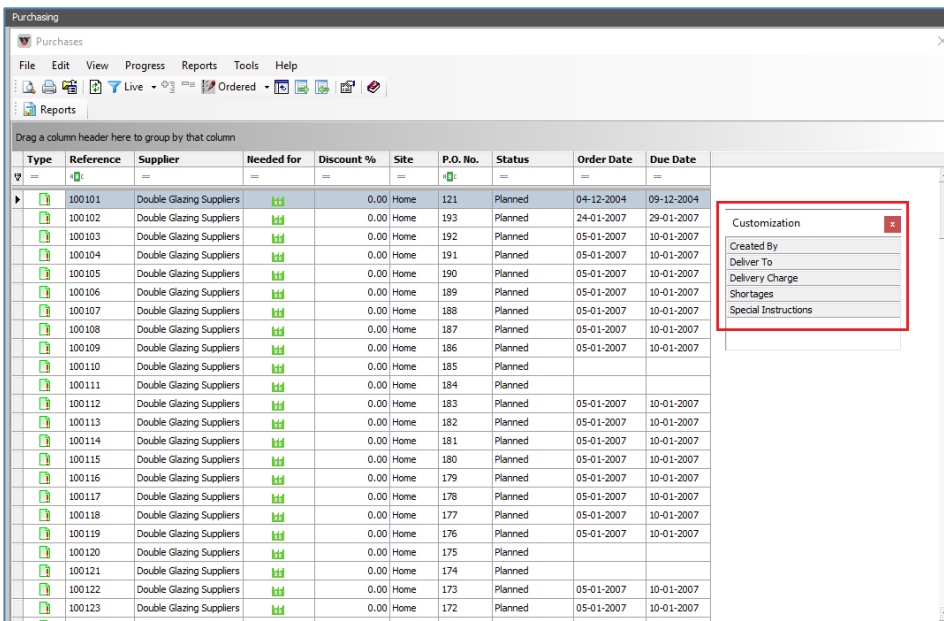 Purchasing
Purchases
File Edit View Progress Reports Tools Help
Live Ordered
Reports
Drag a column header here to group by that column
Type Reference Supplier Needed for Discount % Site P.O. No. Status Order Date Due Date
= = = = = = = =
100101 Double Glazing Suppliers 0.00 Home 121 Planned 04-12-2004 09-12-2004
100102 Double Glazing Suppliers 0.00 Home 193 Planned 24-01-2007 29-01-2007
100103 Double Glazing Suppliers 0.00 Home 192 Planned 05-01-2007 10-01-2007
100104 Double Glazing Suppliers 0.00 Home 191 Planned 05-01-2007 10-01-2007
100105 Double Glazing Suppliers 0.00 Home 190 Planned 05-01-2007 10-01-2007
100106 Double Glazing Suppliers 0.00 Home 189 Planned 05-01-2007 10-01-2007
100107 Double Glazing Suppliers 0.00 Home 188 Planned 05-01-2007 10-01-2007
100108 Double Glazing Suppliers 0.00 Home 187 Planned 05-01-2007 10-01-2007
100109 Double Glazing Suppliers 0.00 Home 186 Planned 05-01-2007 10-01-2007
100110 Double Glazing Suppliers 0.00 Home 185 Planned
100111 Double Glazing Suppliers 0.00 Home 184 Planned
100112 Double Glazing Suppliers 0.00 Home 183 Planned 05-01-2007 10-01-2007
100113 Double Glazing Suppliers 0.00 Home 182 Planned 05-01-2007 10-01-2007
100114 Double Glazing Suppliers 0.00 Home 181 Planned 05-01-2007 10-01-2007
100115 Double Glazing Suppliers 0.00 Home 180 Planned 05-01-2007 10-01-2007
100116 Double Glazing Suppliers 0.00 Home 179 Planned 05-01-2007 10-01-2007
100117 Double Glazing Suppliers 0.00 Home 178 Planned 05-01-2007 10-01-2007
100118 Double Glazing Suppliers 0.00 Home 177 Planned 05-01-2007 10-01-2007
100119 Double Glazing Suppliers 0.00 Home 176 Planned 05-01-2007 10-01-2007
100120 Double Glazing Suppliers 0.00 Home 175 Planned
100121 Double Glazing Suppliers 0.00 Home 174 Planned
100122 Double Glazing Suppliers 0.00 Home 173 Planned 05-01-2007 10-01-2007
100123 Double Glazing Suppliers 0.00 Home 172 Planned 05-01-2007 10-01-2007
Customization x
Created By
Deliver To
Delivery Charge
Shortages
Special Instructions